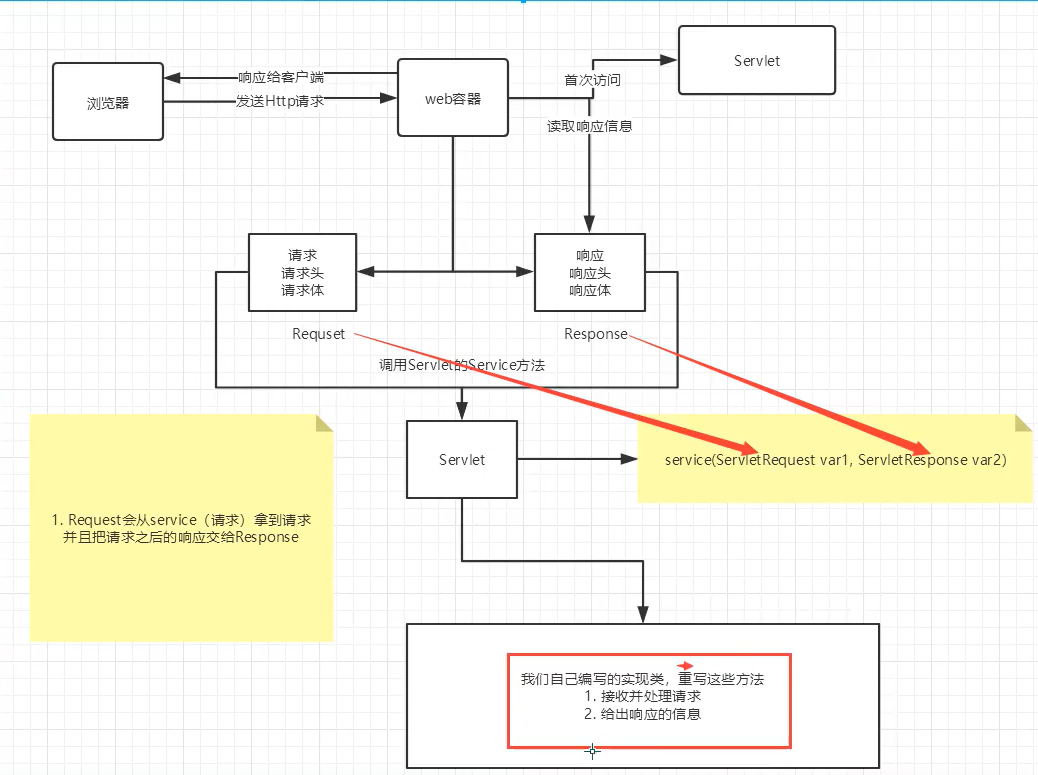 浏览器
响应给客户端
发送Http请求
web容器
首次访问
Servlet
读取响应信息
请求
请求头
请求体
响应
响应头
响应体
Requset
Response
调用Servlet的Service方法
Servlet
service(ServletRequest var1, ServletResponse var2)
1. Request会从service（请求）拿到请求
并且把请求之后的响应交给Response
我们自己编写的实现类，重写这些方法
1. 接收并处理请求
2. 给出响应的信息